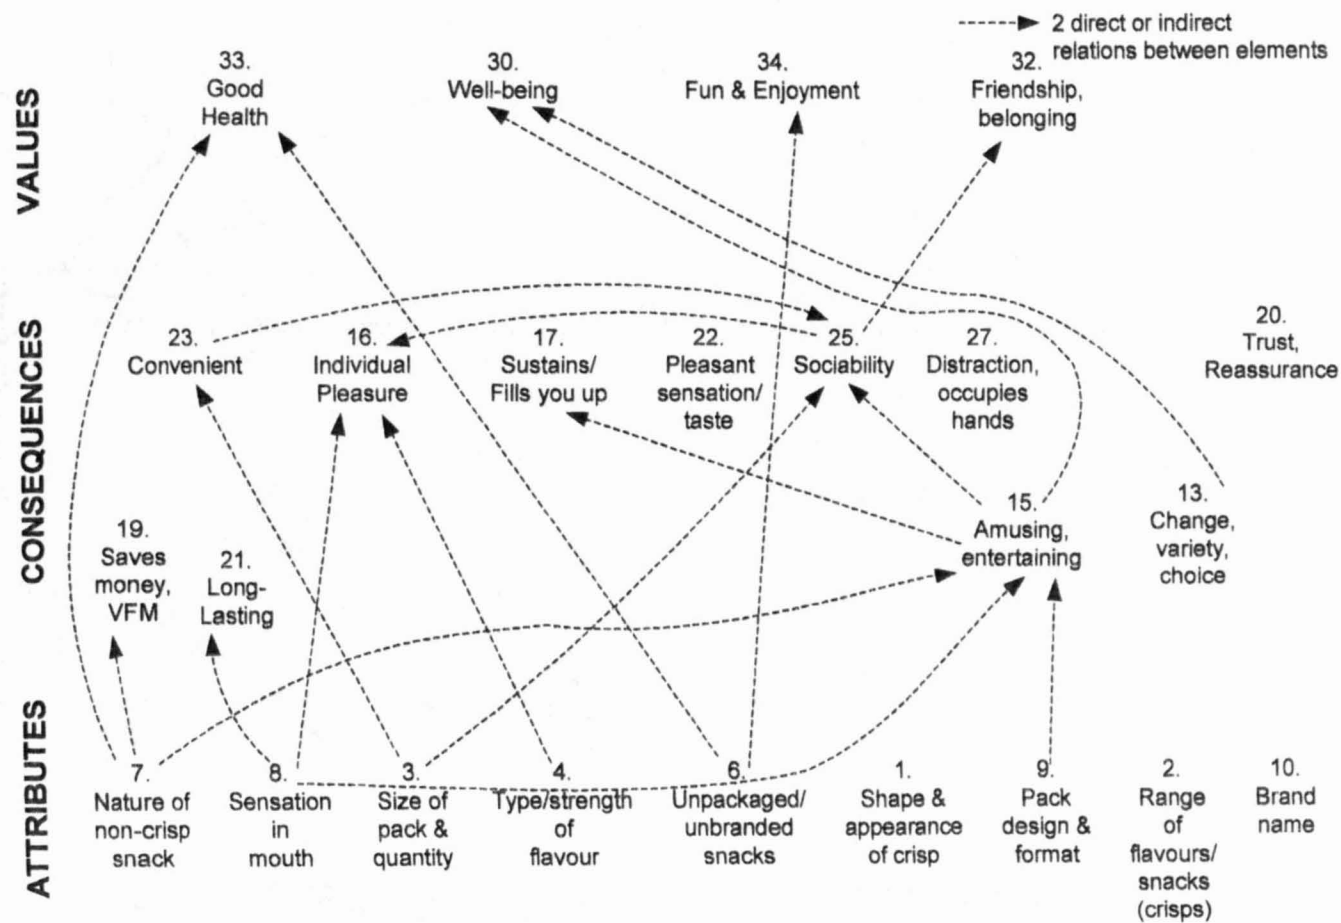 2 direct or indirect
relations between elements
VALUES
33.
Good
Health
30.
Well-being
34.
Fun & Enjoyment
32.
Friendship,
belonging
CONSEQUENCES
23.
Convenient
16.
Individual
Pleasure
17.
Sustains/
Fills you up
22.
Pleasant
sensation/
taste
25.
Sociability
27.
Distraction,
occupies
hands
20.
Trust,
Reassurance
19.
Saves
money,
VFM
21.
Long-
Lasting
15.
Amusing,
entertaining
13.
Change,
variety,
choice
ATTRIBUTES
7.
Nature of
non-crisp
snack
8.
Sensation
in
mouth
3.
Size of
pack &
quantity
4.
Type/strength
of
flavour
6.
Unpackaged/
unbranded
snacks
1.
Shape &
appearance
of crisp
9.
Pack
design &
format
2.
Range
of
flavours/
snacks
(crisps)
10.
Brand
name